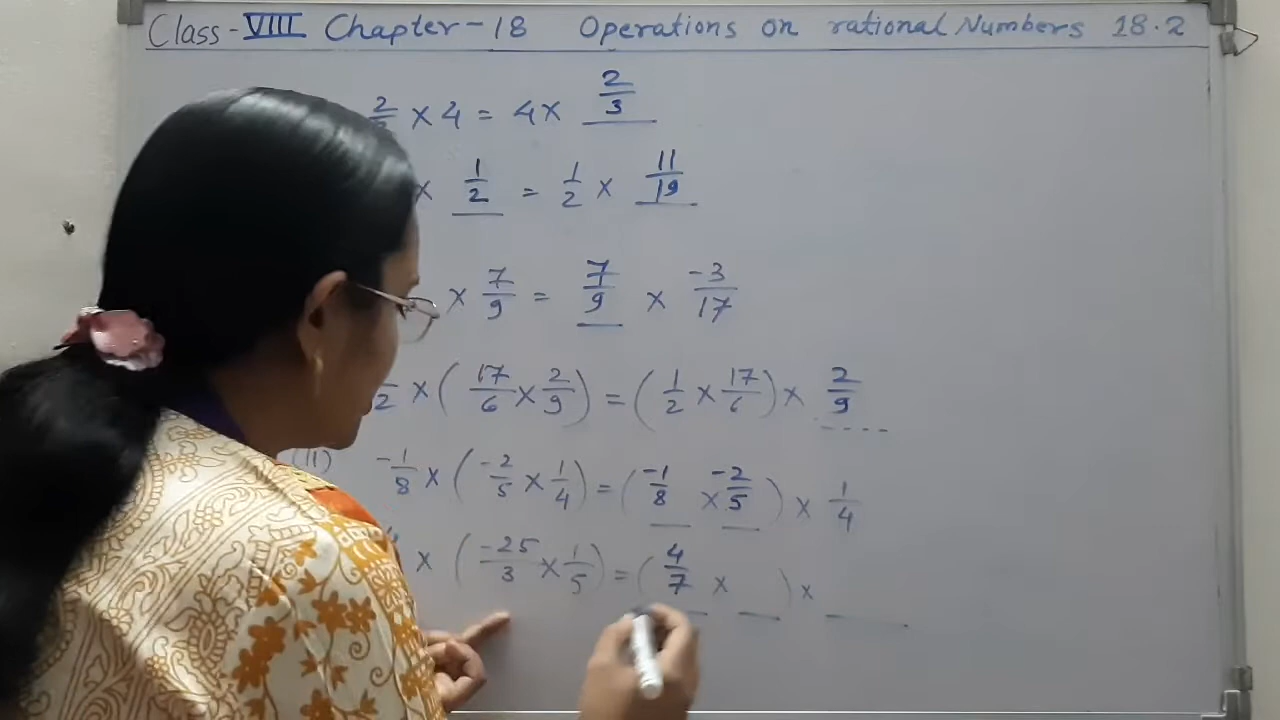 Class - VIII Chapter - 18 Operations on rational Numbers 18.2
2/3 × 4 = 4 × 2/3
× 1/2 = 1/2 × 11/19
× 7/9 = 7/9 × -3/17
/2 × ( 17/6 × 2/9 ) = ( 1/2 × 17/6 ) × 2/9
(ii) -1/8 × ( -2/5 × 1/4 ) = ( -1/8 × -2/5 ) × 1/4
× ( -25/3 × 1/5 ) = ( 4/7 × __ ) × __